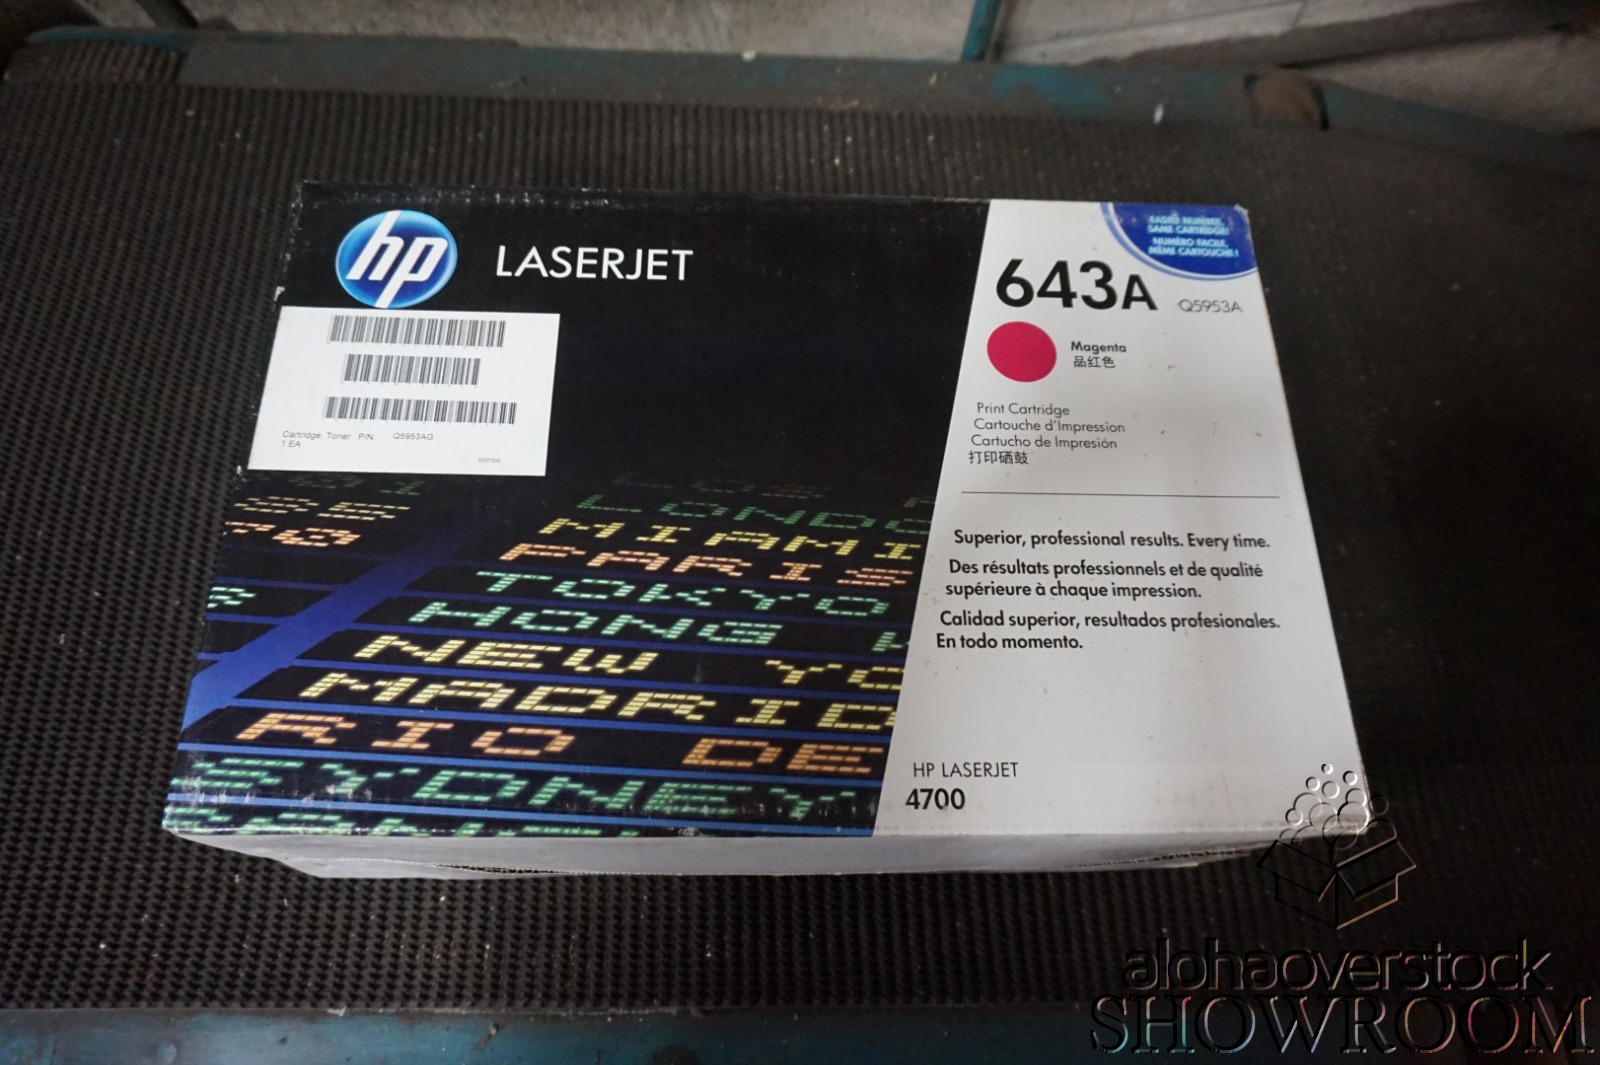 hp
LASERJET
Cartridge, Toner: P/N: Q5953AG
1 EA
LONDO
MIAMI
PARIS
TOKYO
HONG K
NEW YO
MADRID
RIO DE
SYDNEY
EASIER NUMBER,
SAME CARTRIDGE!
NUMÉRO FACILE,
MÊME CARTOUCHE !
643A Q5953A
Magenta
品红色
Print Cartridge
Cartouche d'Impression
Cartucho de Impresión
打印硒鼓
Superior, professional results. Every time.
Des résultats professionnels et de qualité
supérieure à chaque impression.
Calidad superior, resultados profesionales.
En todo momento.
HP LASERJET
4700
alohaoverstock
SHOWROOM